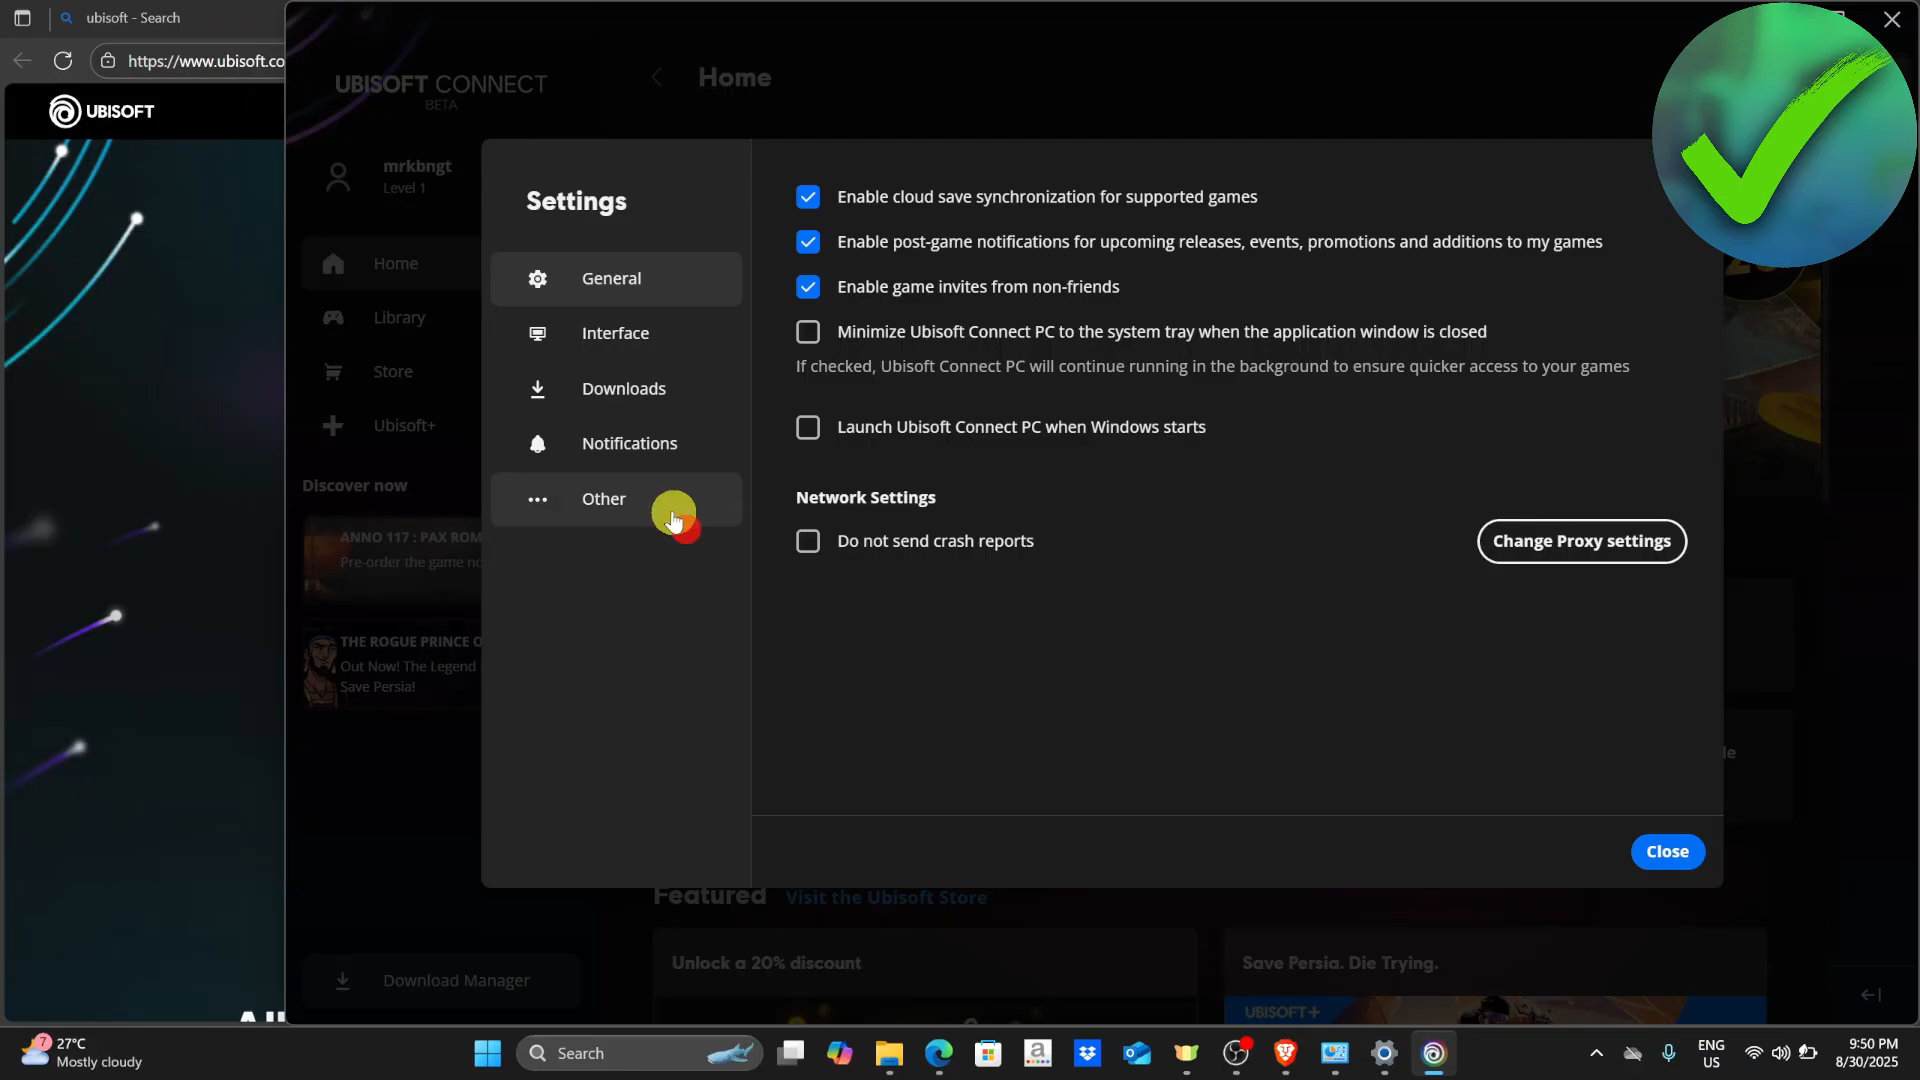 ubisoft - Search
https://www.ubisoft.co
UBISOFT
UBISOFT CONNECT
BETA
Home
mrkbngt
Level 1
Home
Library
Store
Ubisoft+
Discover now
ANNO 117 : PAX ROM
Pre-order the game no
THE ROGUE PRINCE O
Out Now! The Legend
Save Persia!
Download Manager
Settings
General
Interface
Downloads
Notifications
Other
Enable cloud save synchronization for supported games
Enable post-game notifications for upcoming releases, events, promotions and additions to my games
Enable game invites from non-friends
Minimize Ubisoft Connect PC to the system tray when the application window is closed
If checked, Ubisoft Connect PC will continue running in the background to ensure quicker access to your games
Launch Ubisoft Connect PC when Windows starts
Network Settings
Do not send crash reports
Change Proxy settings
Close
Featured Visit the Ubisoft Store
Unlock a 20% discount
Save Persia. Die Trying.
UBISOFT+
7
27°C
Mostly cloudy
Search
a
ENG
US
9:50 PM
8/30/2025